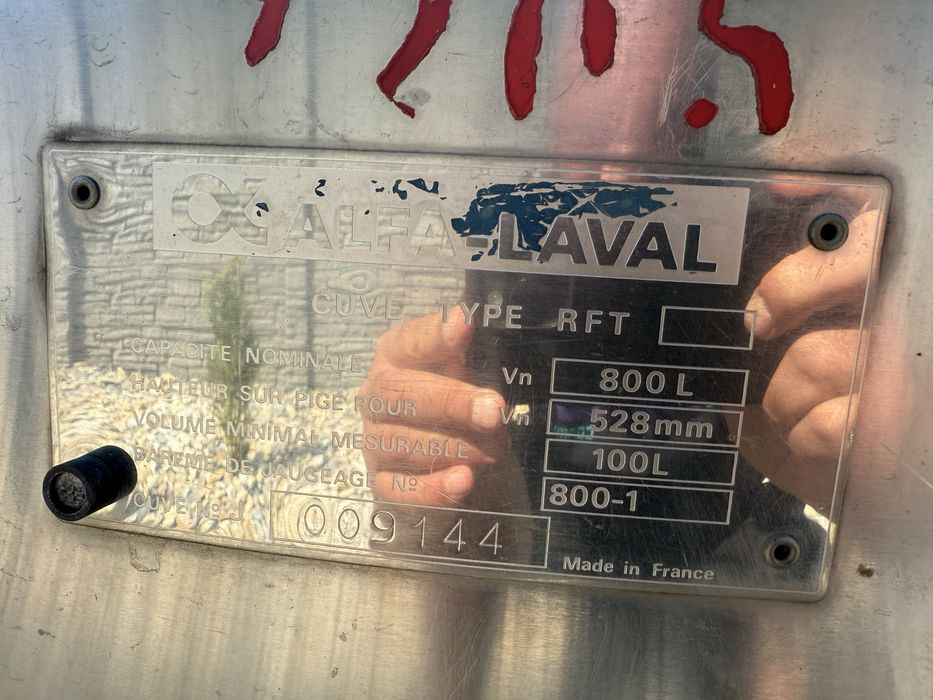 ALFA-LAVAL
CUVE TYPE RFT
CAPACITE NOMINALE Vn 800 L
HAUTEUR SUR PIGE POUR Vn 528mm
VOLUME MINIMAL MESURABLE 100L
BAREME DE JAUGEAGE Nº 800-1
CUVE Nº J 009144
Made in France